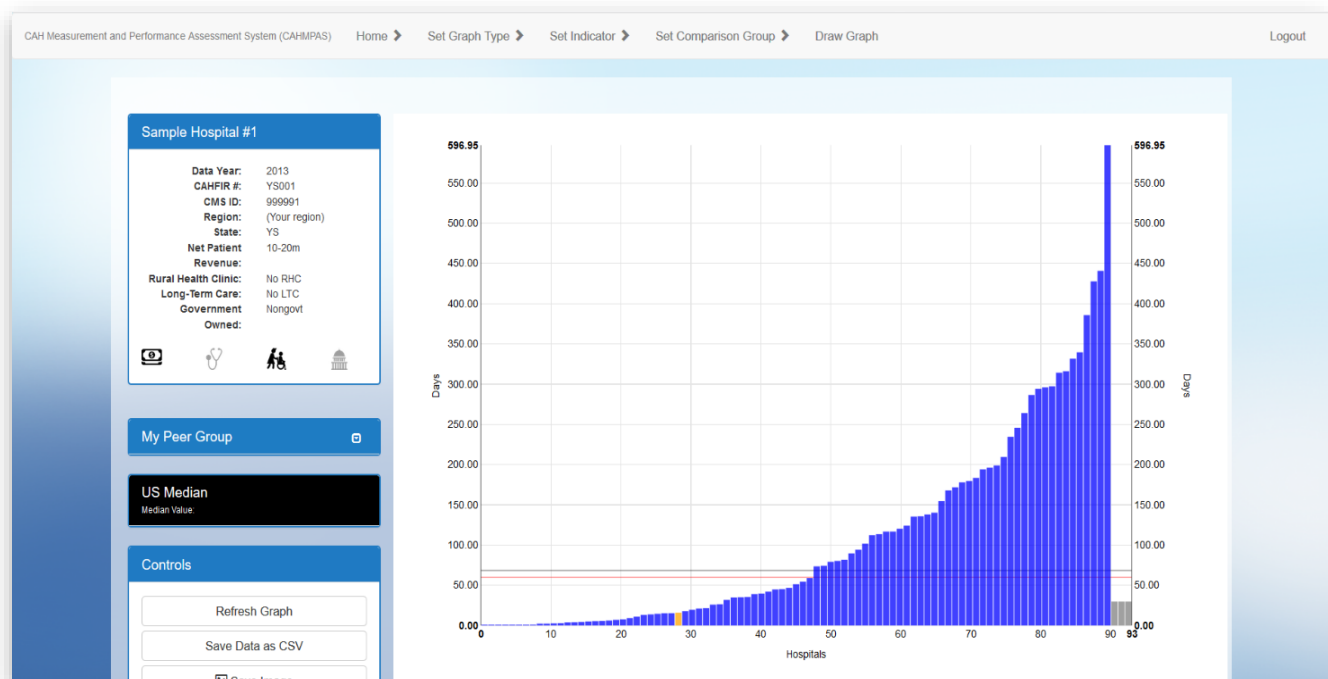 CAH Measurement and Performance Assessment System (CAHMPAS) Home Set Graph Type Set Indicator Set Comparison Group Draw Graph Logout
Sample Hospital #1
Data Year: 2013
CAHFIR #: YS001
CMS ID: 999991
Region: (Your region)
State: YS
Net Patient 10-20m
Revenue:
Rural Health Clinic: No RHC
Long-Term Care: No LTC
Government Nongovt
Owned:
My Peer Group
US Median
Median Value:
Controls
Refresh Graph
Save Data as CSV
Save Image
596.95 596.95
550.00 550.00
500.00 500.00
450.00 450.00
400.00 400.00
350.00 350.00
300.00 300.00
250.00 250.00
200.00 200.00
150.00 150.00
100.00 100.00
50.00 50.00
0.00 0.00
Days
Days
0 10 20 30 40 50 60 70 80 90 93
Hospitals